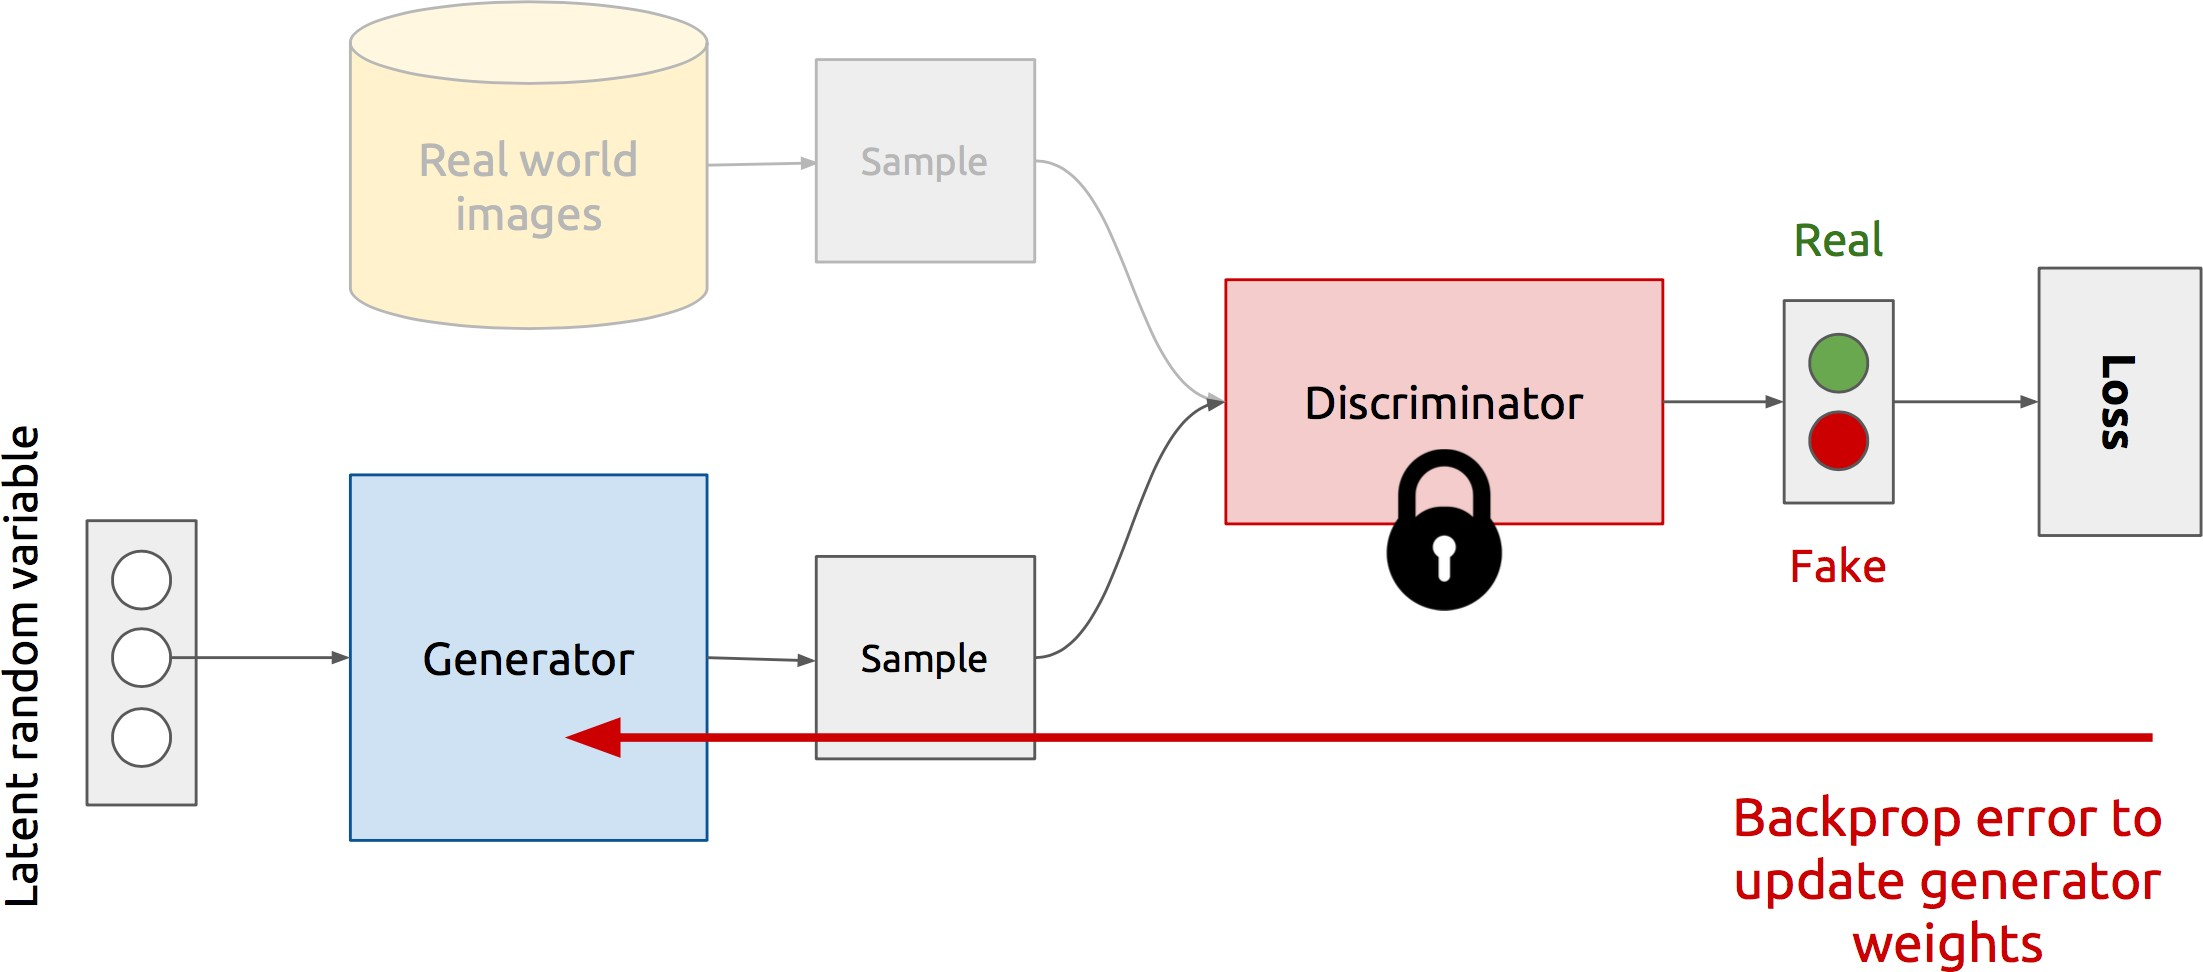 Real world
images
Sample
Real
Discriminator
Loss
Fake
Latent random variable
Generator
Sample
Backprop error to
update generator
weights